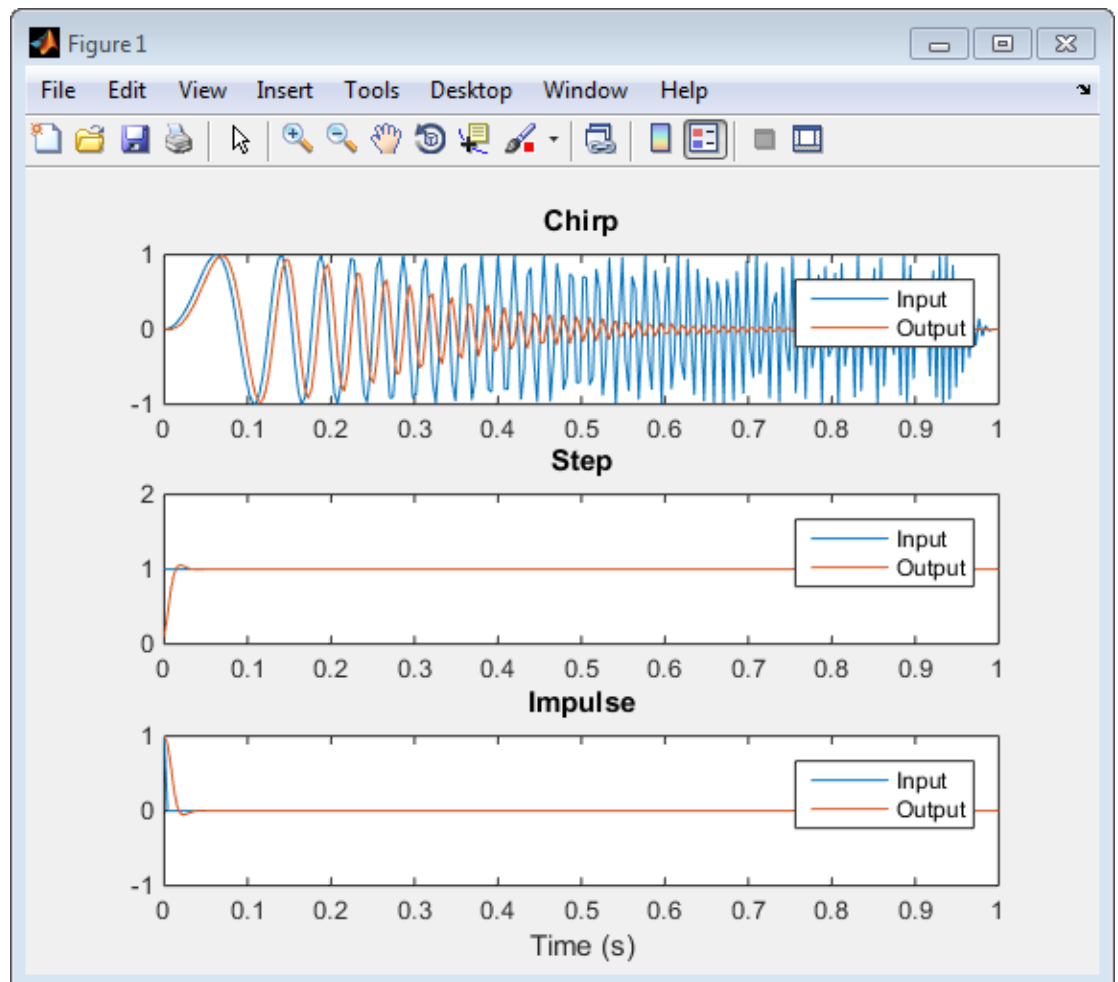 Figure 1
File Edit View Insert Tools Desktop Window Help
Chirp
1
0
-1
Input
Output
0 0.1 0.2 0.3 0.4 0.5 0.6 0.7 0.8 0.9 1
Step
2
1
0
Input
Output
0 0.1 0.2 0.3 0.4 0.5 0.6 0.7 0.8 0.9 1
Impulse
1
0
-1
Input
Output
0 0.1 0.2 0.3 0.4 0.5 0.6 0.7 0.8 0.9 1
Time (s)